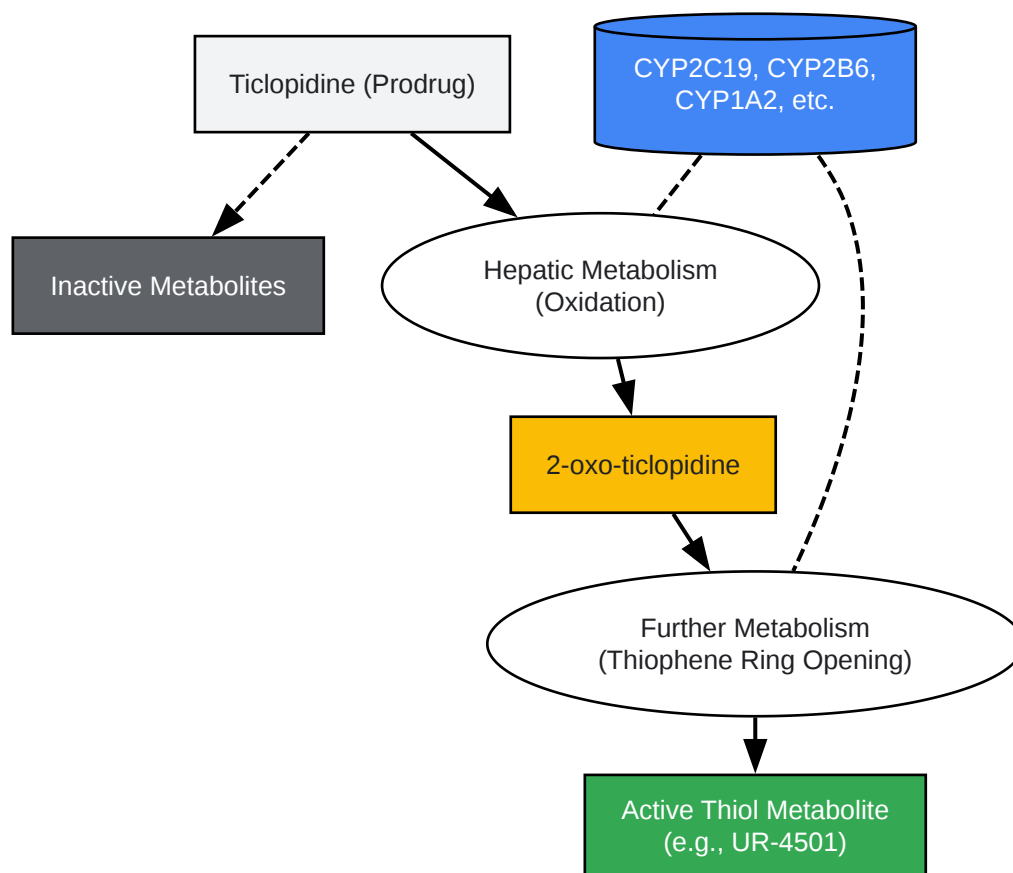 Ticlopidine (Prodrug)
CYP2C19, CYP2B6,
CYP1A2, etc.
Inactive Metabolites
Hepatic Metabolism
(Oxidation)
2-oxo-ticlopidine
Further Metabolism
(Thiophene Ring Opening)
Active Thiol Metabolite
(e.g., UR-4501)